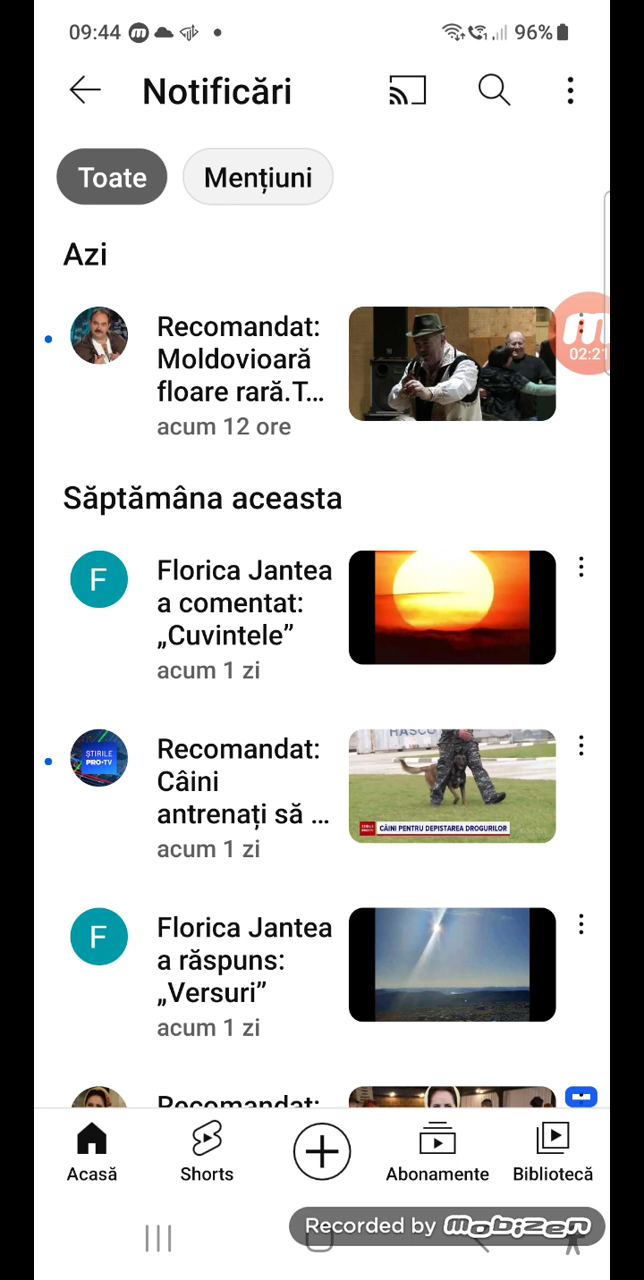 09:44
96%
Notificări
Toate
Mențiuni
Azi
Recomandat:
Moldovioară
floare rară.T...
acum 12 ore
02:21
Săptămâna aceasta
F
Florica Jantea
a comentat:
„Cuvintele”
acum 1 zi
ȘTIRILE
PRO•TV
Recomandat:
Câini
antrenați să ...
acum 1 zi
HASCO
CÂINI PENTRU DEPISTAREA DROGURILOR
F
Florica Jantea
a răspuns:
„Versuri”
acum 1 zi
Recomandat:
Acasă
Shorts
Abonamente
Bibliotecă
Recorded by mobizen